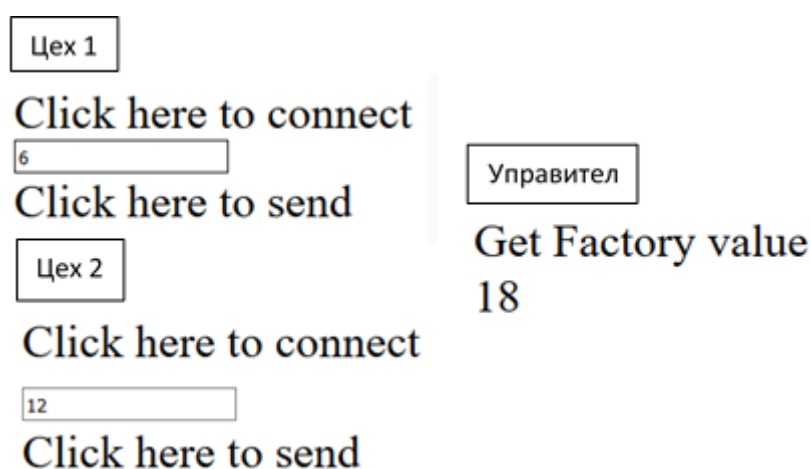 Цех 1
Click here to connect
6
Click here to send
Цех 2
Click here to connect
12
Click here to send
Управител
Get Factory value
18